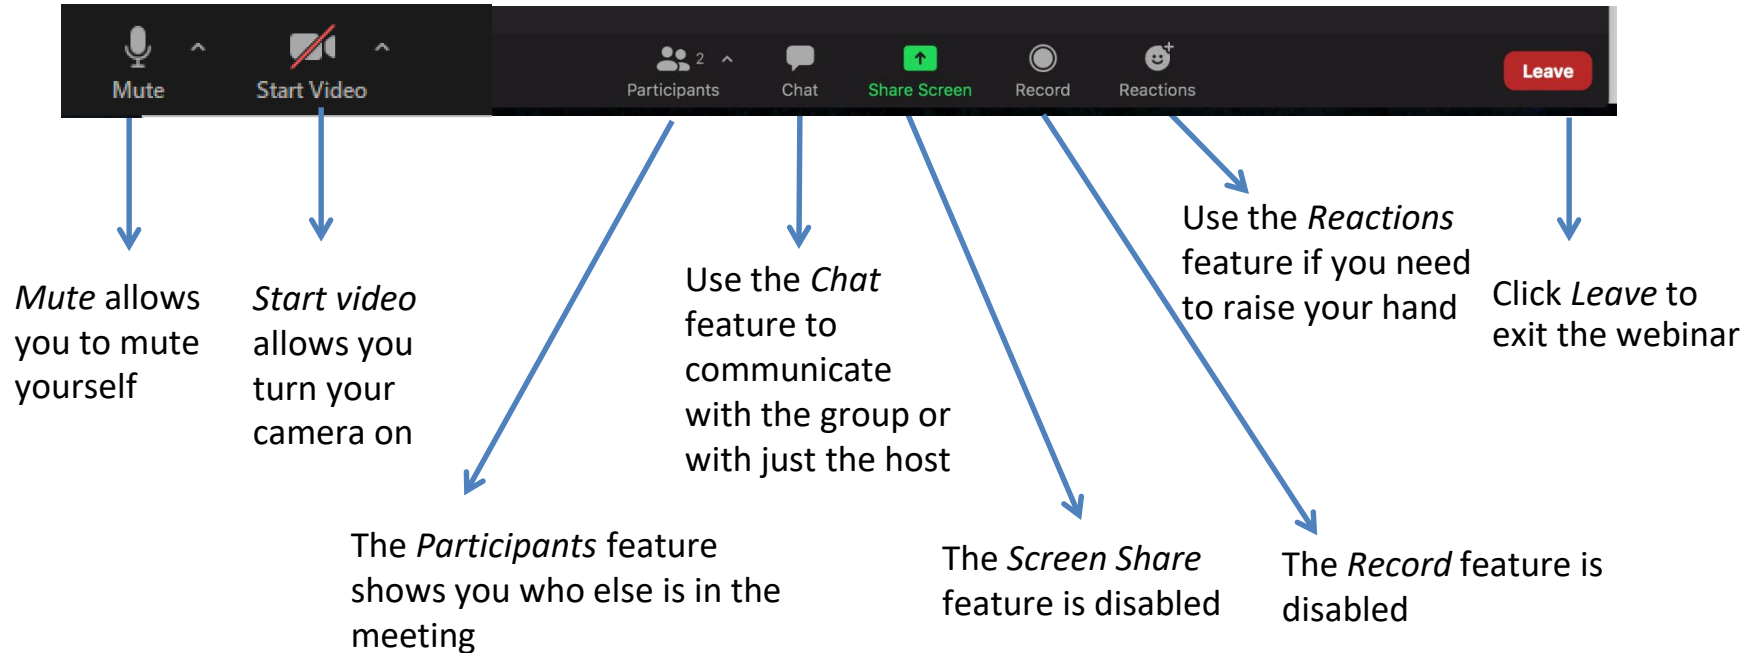 2
Mute
Start Video
Participants
Chat
Share Screen
Record
Reactions
Leave
Mute allows
you to mute
yourself
Start video
allows you
turn your
camera on
The Participants feature
shows you who else is in the
meeting
Use the Chat
feature to
communicate
with the group or
with just the host
The Screen Share
feature is disabled
The Record feature is
disabled
Use the Reactions
feature if you need
to raise your hand
Click Leave to
exit the webinar